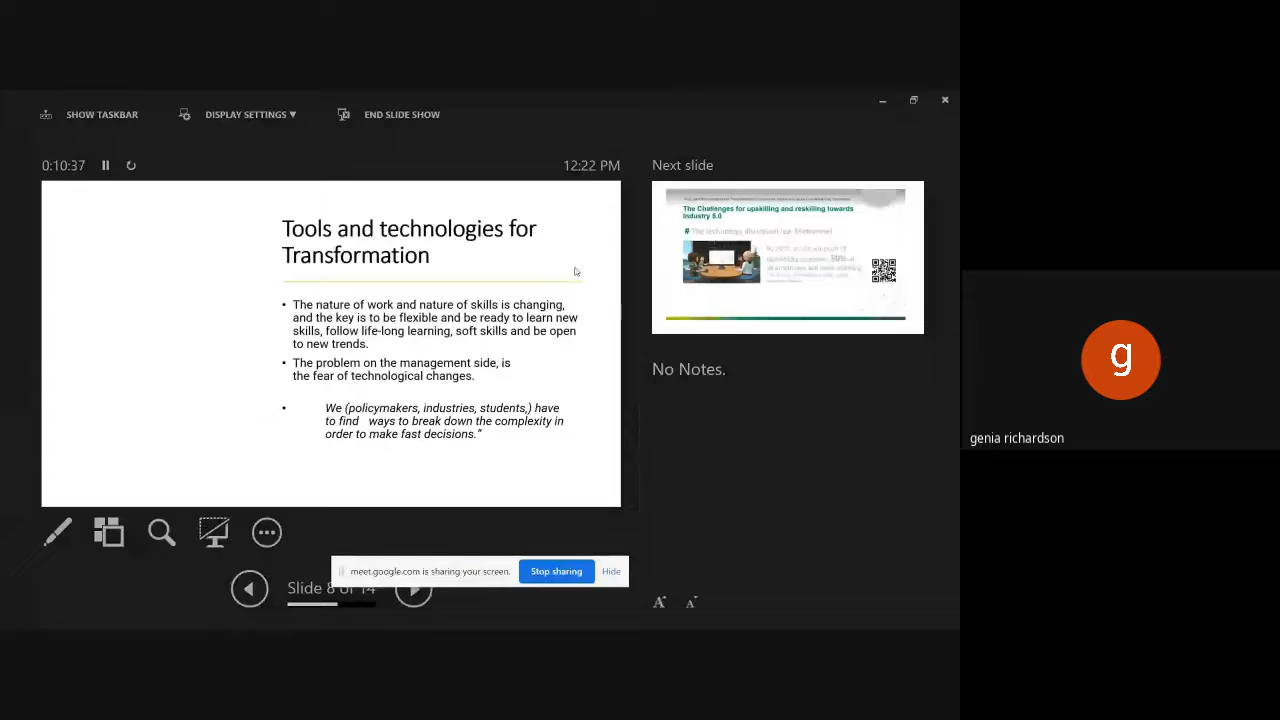 SHOW TASKBAR
DISPLAY SETTINGS ▼
END SLIDE SHOW
0:10:37
12:22 PM
Tools and technologies for
Transformation
• The nature of work and nature of skills is changing,
and the key is to be flexible and be ready to learn new
skills, follow life-long learning, soft skills and be open
to new trends.
• The problem on the management side, is
the fear of technological changes.
• We (policymakers, industries, students,) have
to find ways to break down the complexity in
order to make fast decisions.”
Next slide
The Challenges for upskilling and reskilling towards
Industry 5.0
# The technology disruption
No Notes.
meet.google.com is sharing your screen.
Stop sharing
Hide
Slide 8 of 14
A
A
g
genia richardson